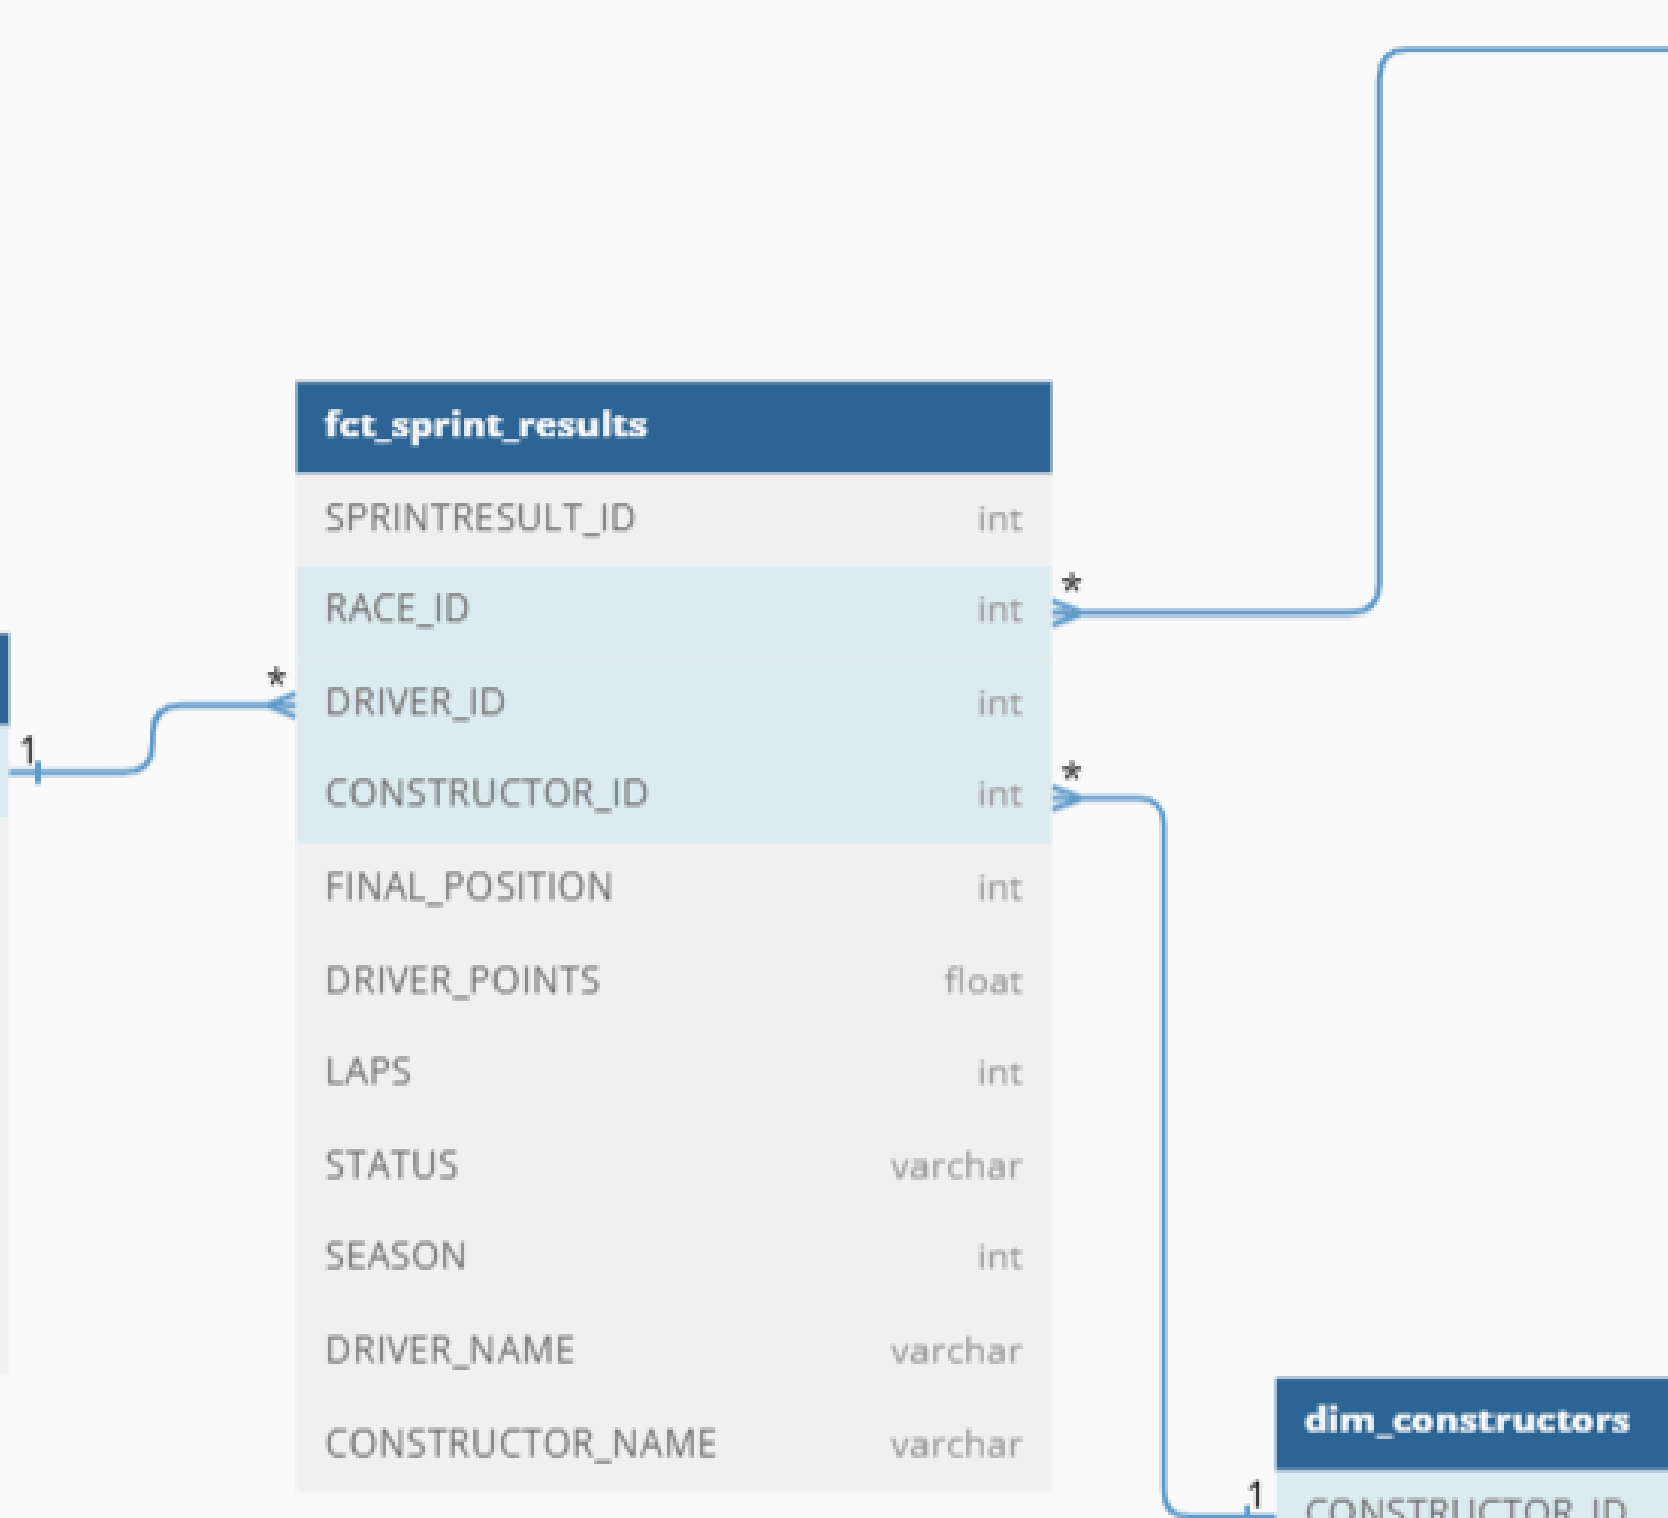 fct_sprint_results
SPRINTRESULT_ID int
*
RACE_ID int
*
DRIVER_ID int
1
*
CONSTRUCTOR_ID int
FINAL_POSITION int
DRIVER_POINTS float
LAPS int
STATUS varchar
SEASON int
DRIVER_NAME varchar
dim_constructors
CONSTRUCTOR_NAME varchar
1
CONSTRUCTOR_ID